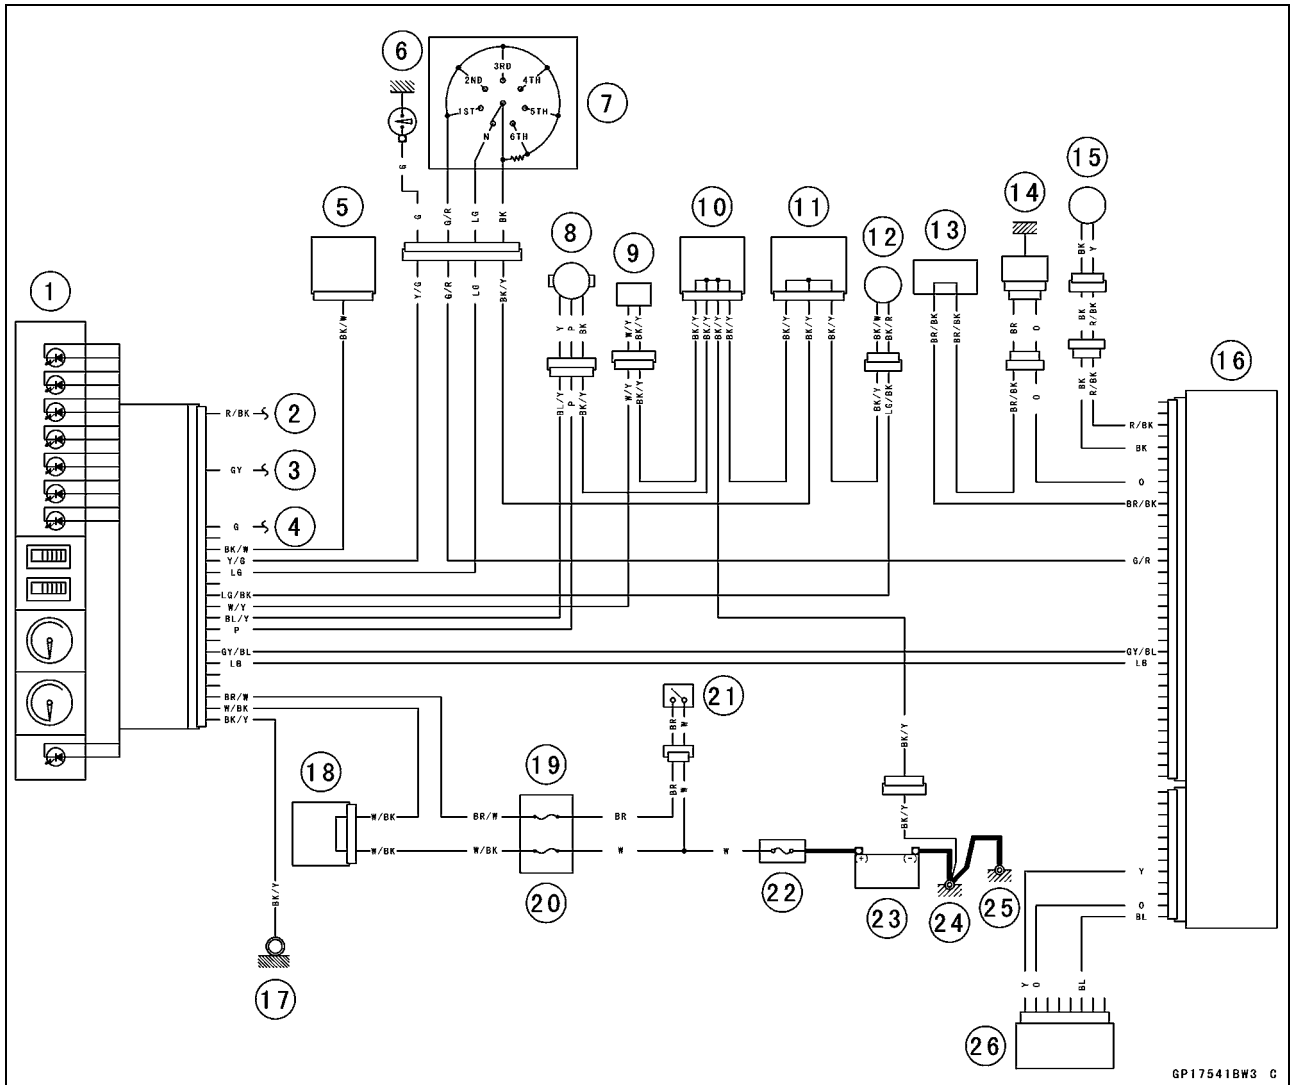 6
3RD
2ND
4TH
7
1ST
5TH
N
6TH
15
G
14
5
10
11
G
G/R
LG
BK
8
12
13
BK
Y
9
1
Y/G
G/R
LG
BK/Y
BK
R/BK
BK/W
Y
P
BK
W/Y
BK/Y
BK/Y
BK/Y
BK/Y
BK/Y
BK/Y
BK/Y
BK/W
BK/R
BR/BK
BR/BK
BR
O
16
BL/Y
P
BK/Y
W/Y
BK/Y
BK/Y
LG/BK
BR/BK
O
BK
R/BK
R/BK
2
R/BK
BK
GY
3
O
BR/BK
G
4
BK/W
Y/G
G/R
LG
LG/BK
W/Y
BL/Y
P
GY/BL
GY/BL
LB
LB
BR/W
W/BK
BK/Y
21
BR
W
BK/Y
18
19
BR
W
BK/Y
W/BK
BR/W
BR
W/BK
W/BK
W
W
(+)
(-)
Y
BK/Y
20
22
23
24
25
O
BL
17
Y
O
BL
26
GP17541BW3 C